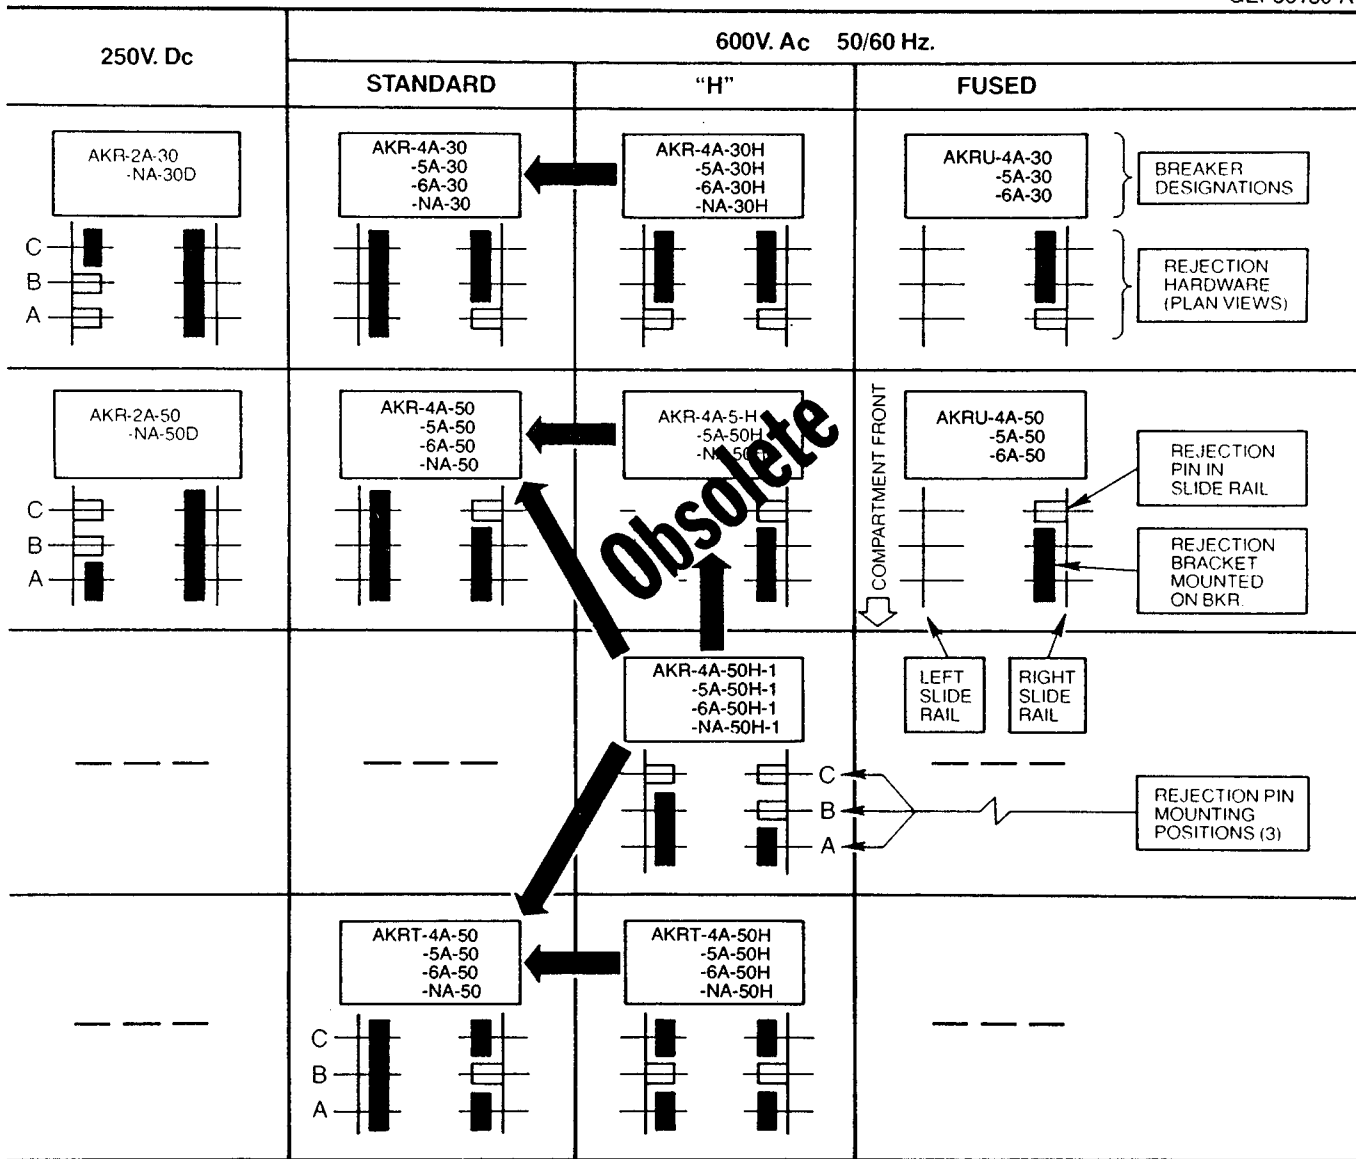 250V. Dc
600V. Ac 50/60 Hz.
STANDARD
"H"
FUSED
AKR-2A-30
-NA-30D
AKR-4A-30
-5A-30
-6A-30
-NA-30
AKR-4A-30H
-5A-30H
-6A-30H
-NA-30H
AKRU-4A-30
-5A-30
-6A-30
BREAKER
DESIGNATIONS
C
B
A
REJECTION
HARDWARE
(PLAN VIEWS)
AKR-2A-50
-NA-50D
AKR-4A-50
-5A-50
-6A-50
-NA-50
AKR-4A-5-H
-5A-50H
Obsolete
COMPARTMENT FRONT
AKRU-4A-50
-5A-50
-6A-50
REJECTION
PIN IN
SLIDE RAIL
C
B
A
REJECTION
BRACKET
MOUNTED
ON BKR.
AKR-4A-50H-1
-5A-50H-1
-6A-50H-1
-NA-50H-1
LEFT
SLIDE
RAIL
RIGHT
SLIDE
RAIL
C
B
A
REJECTION PIN
MOUNTING
POSITIONS (3)
AKRT-4A-50
-5A-50
-6A-50
-NA-50
AKRT-4A-50H
-5A-50H
-6A-50H
-NA-50H
C
B
A